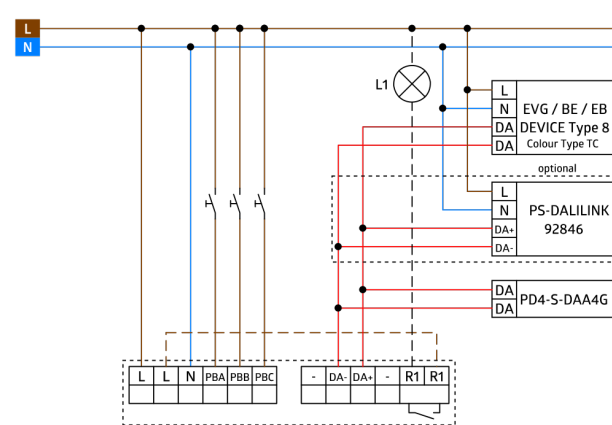 L
N
L1
L
N
DA
DA
EVG / BE / EB
DEVICE Type 8
Colour Type TC
optional
L
N
DA+
DA-
PS-DALILINK
92846
DA
DA
PD4-S-DAA4G
L L N PBA PBB PBC - DA- DA+ - R1 R1